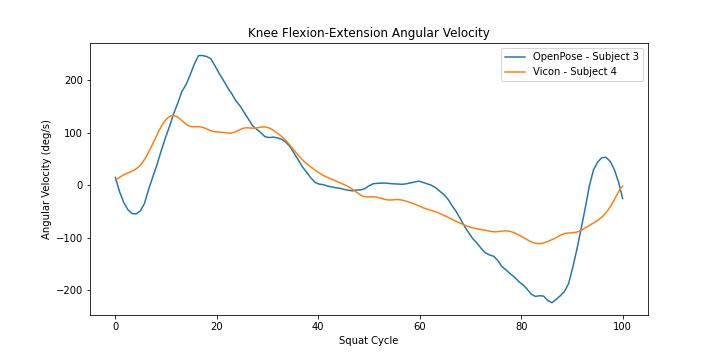 Knee Flexion-Extension Angular Velocity
OpenPose - Subject 3
Vicon - Subject 4
Angular Velocity (deg/s)
200
100
0
−100
−200
0
20
40
60
80
100
Squat Cycle